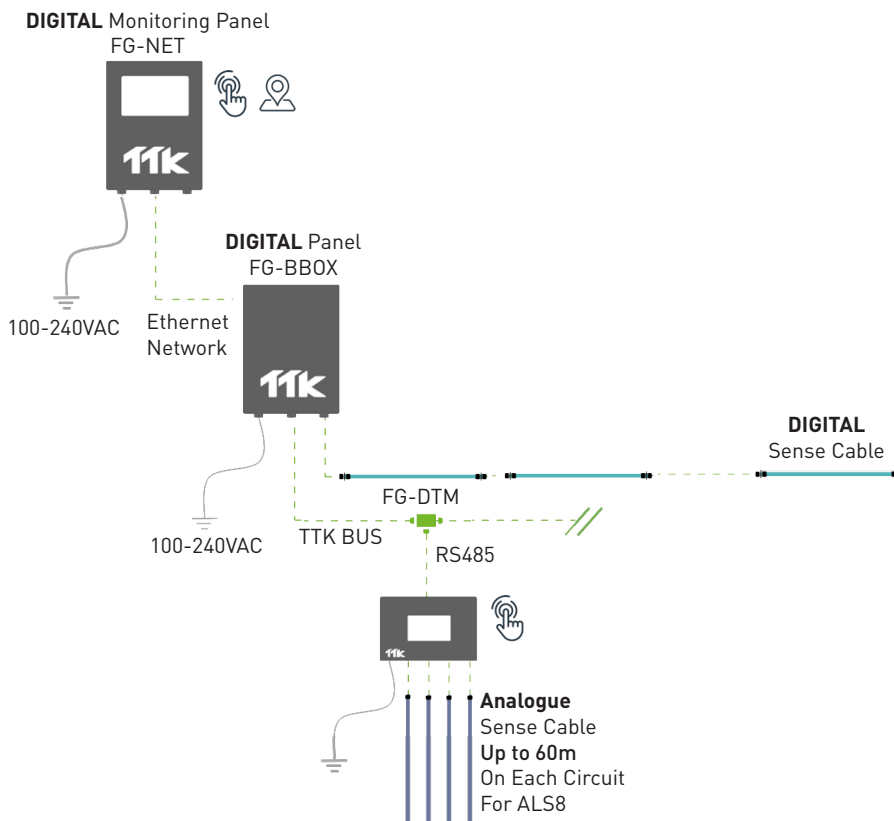 DIGITAL Monitoring Panel
FG-NET
TTK
100-240VAC
Ethernet
Network
DIGITAL Panel
FG-BBOX
TTK
100-240VAC
DIGITAL
Sense Cable
FG-DTM
TTK BUS
RS485
TTK
Analogue
Sense Cable
Up to 60m
On Each Circuit
For ALS8